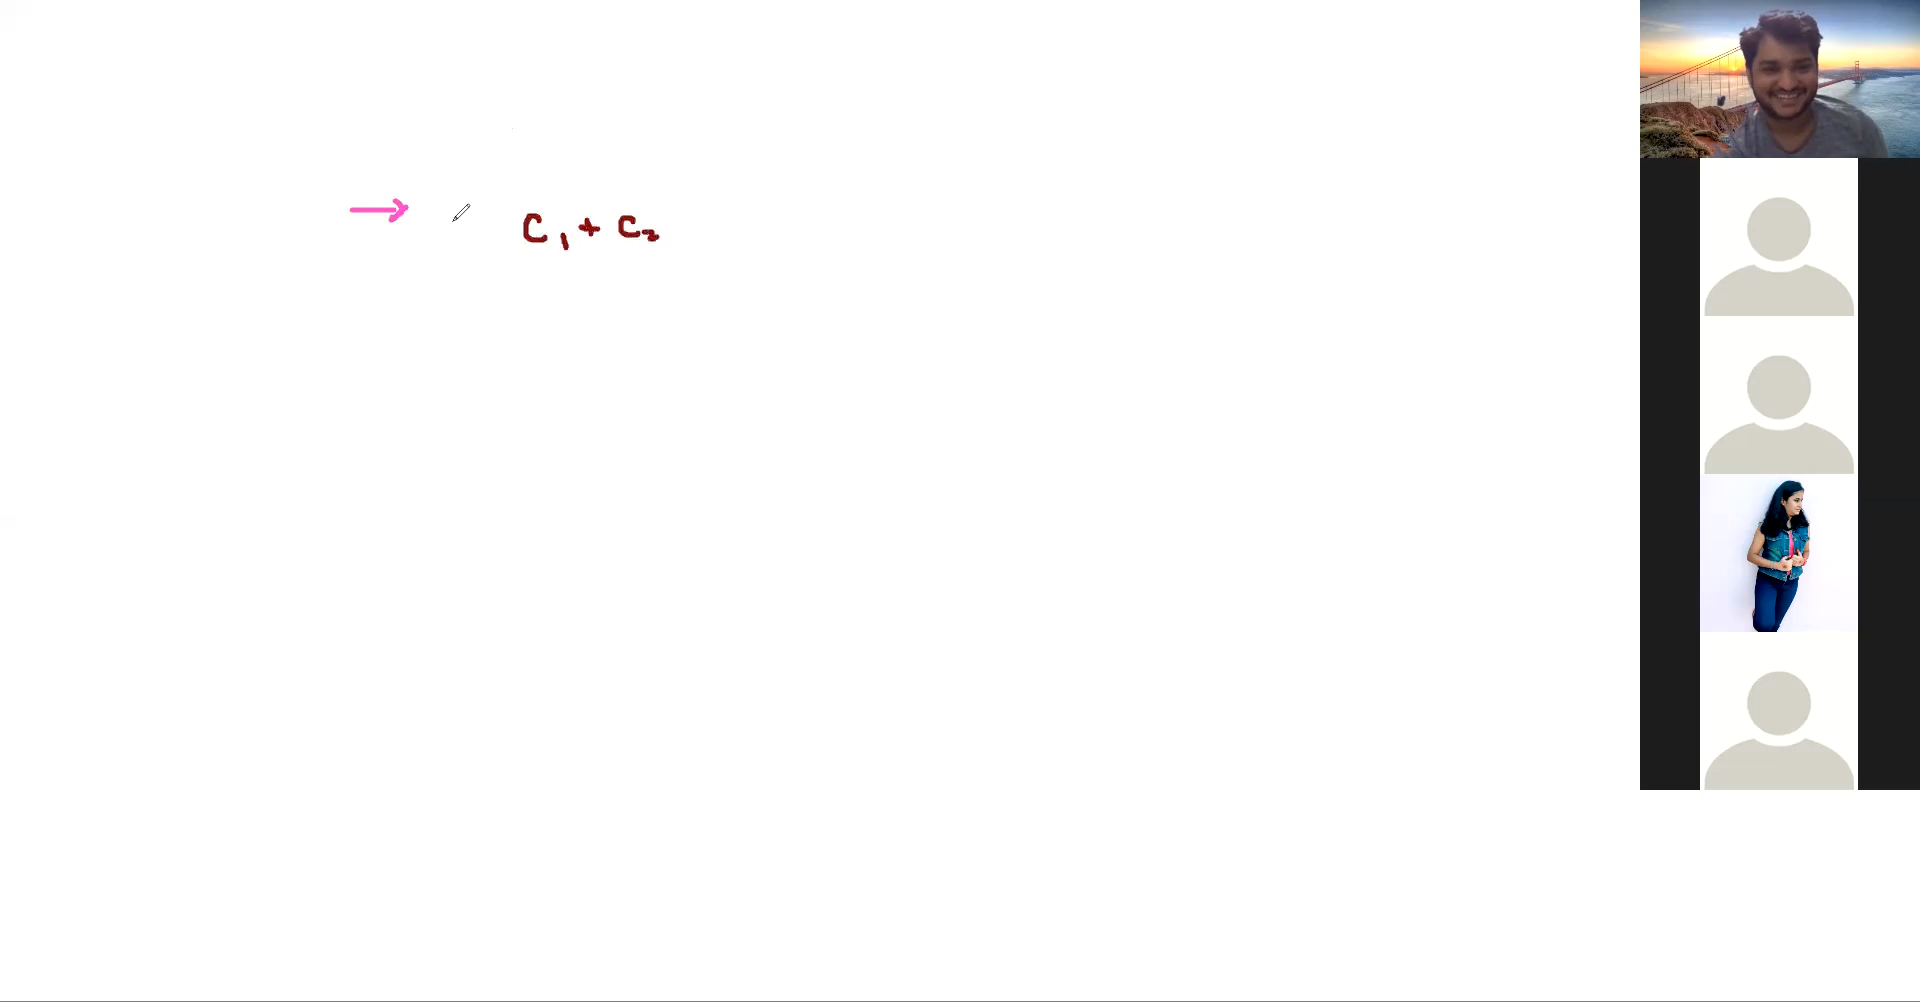 → C₁ + C₂